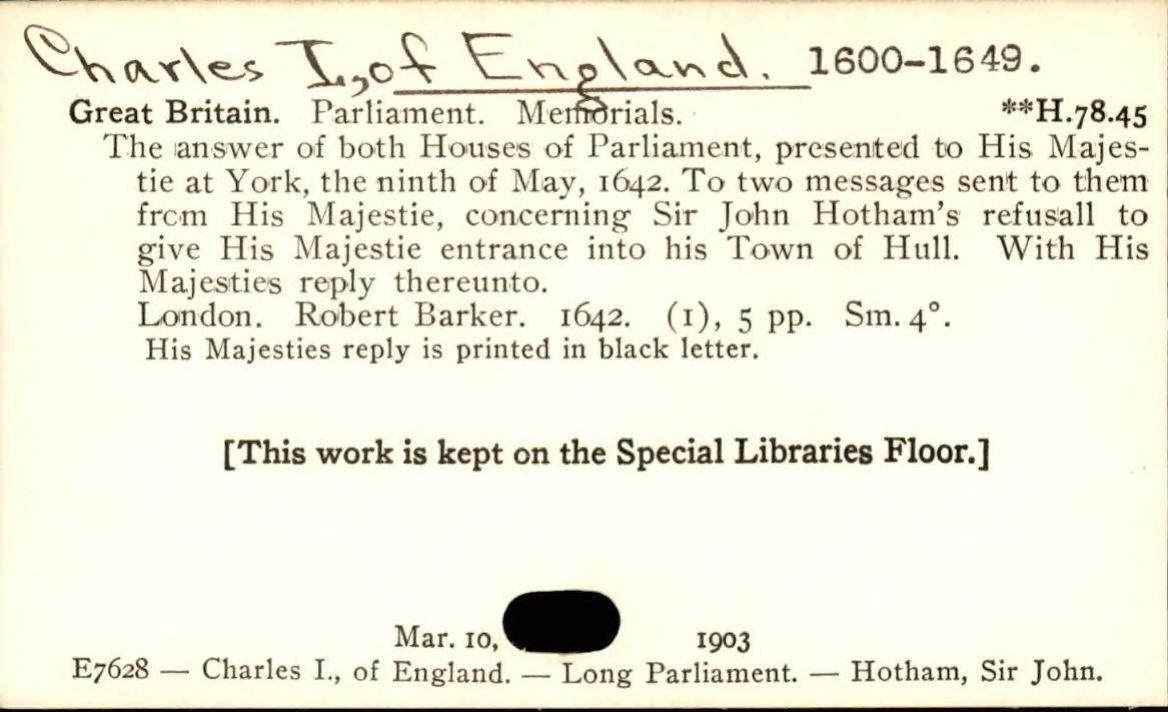 Charles I., of England. 1600-1649.
Great Britain. Parliament. Memorials. **H.78.45
The answer of both Houses of Parliament, presented to His Majes-
tie at York, the ninth of May, 1642. To two messages sent to them
from His Majestie, concerning Sir John Hotham's refusall to
give His Majestie entrance into his Town of Hull. With His
Majesties reply thereunto.
London. Robert Barker. 1642. (1), 5 pp. Sm. 4°.
His Majesties reply is printed in black letter.
[This work is kept on the Special Libraries Floor.]
Mar. 10, 1903
E7628 — Charles I., of England. — Long Parliament. — Hotham, Sir John.